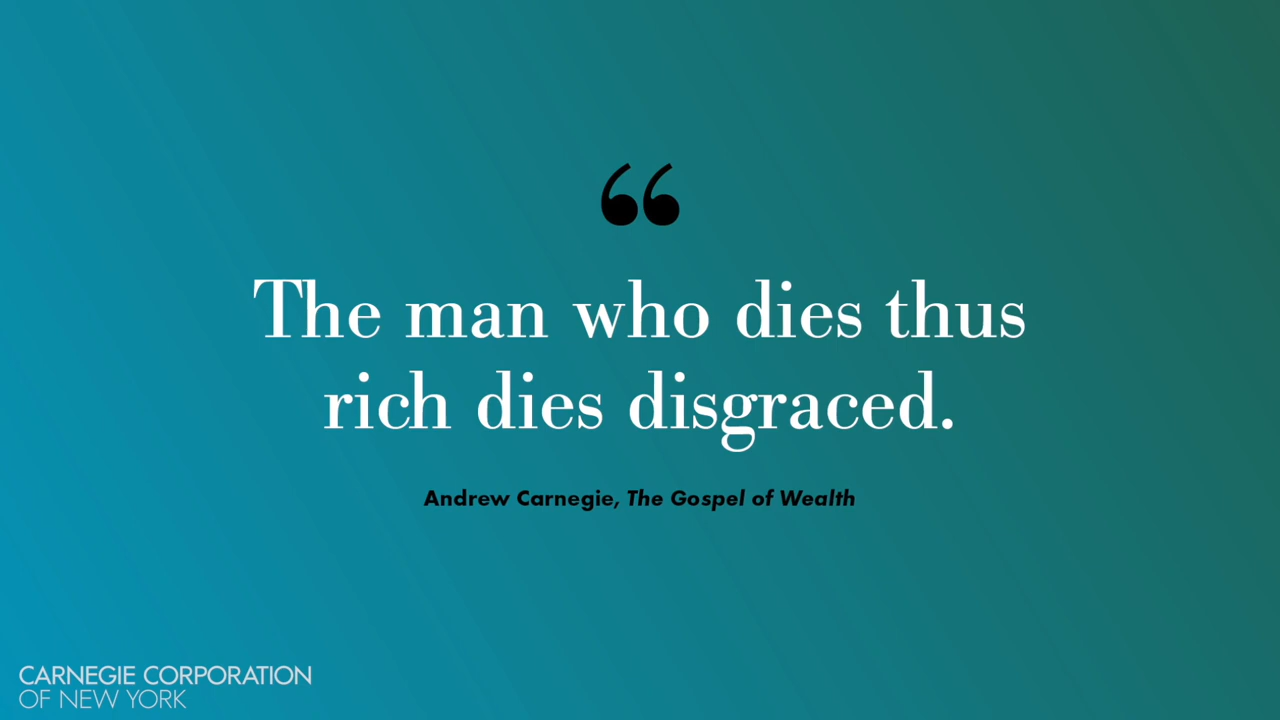 “
The man who dies thus
rich dies disgraced.
Andrew Carnegie, The Gospel of Wealth
CARNEGIE CORPORATION
OF NEW YORK